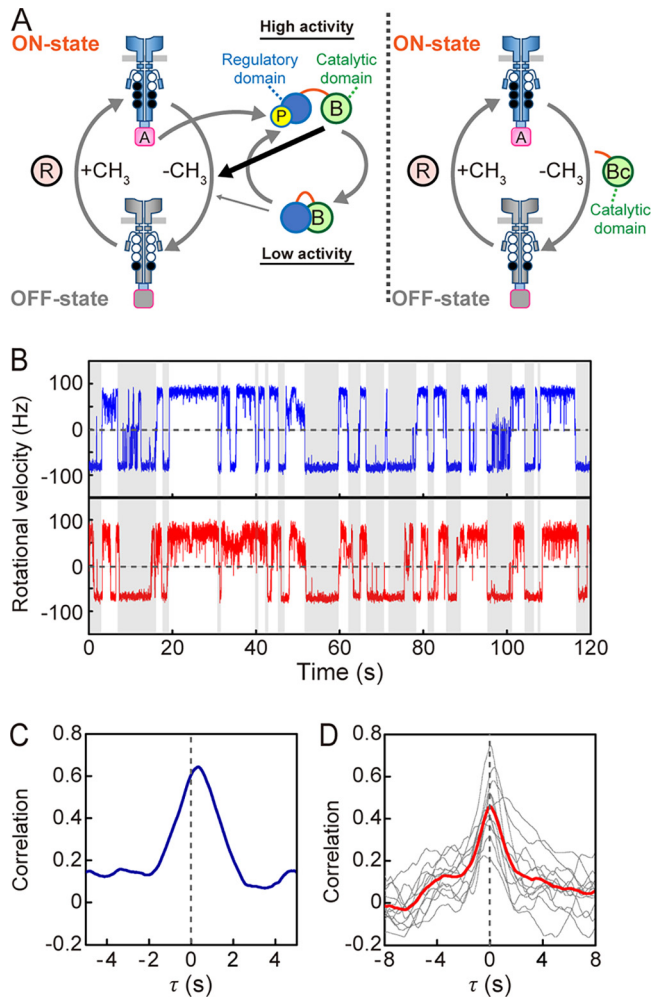 A
ON-state
High activity
Regulatory
domain
Catalytic
domain
P
B
A
R
+CH3
-CH3
B
Low activity
OFF-state
ON-state
A
R
+CH3
-CH3
Bc
Catalytic
domain
OFF-state
B
Rotational velocity (Hz)
100
0
-100
100
0
-100
0 20 40 60 80 100 120
Time (s)
C
Correlation
0.8
0.6
0.4
0.2
0
-0.2
-4 -2 0 2 4
τ (s)
D
Correlation
0.8
0.6
0.4
0.2
0
-0.2
-8 -4 0 4 8
τ (s)